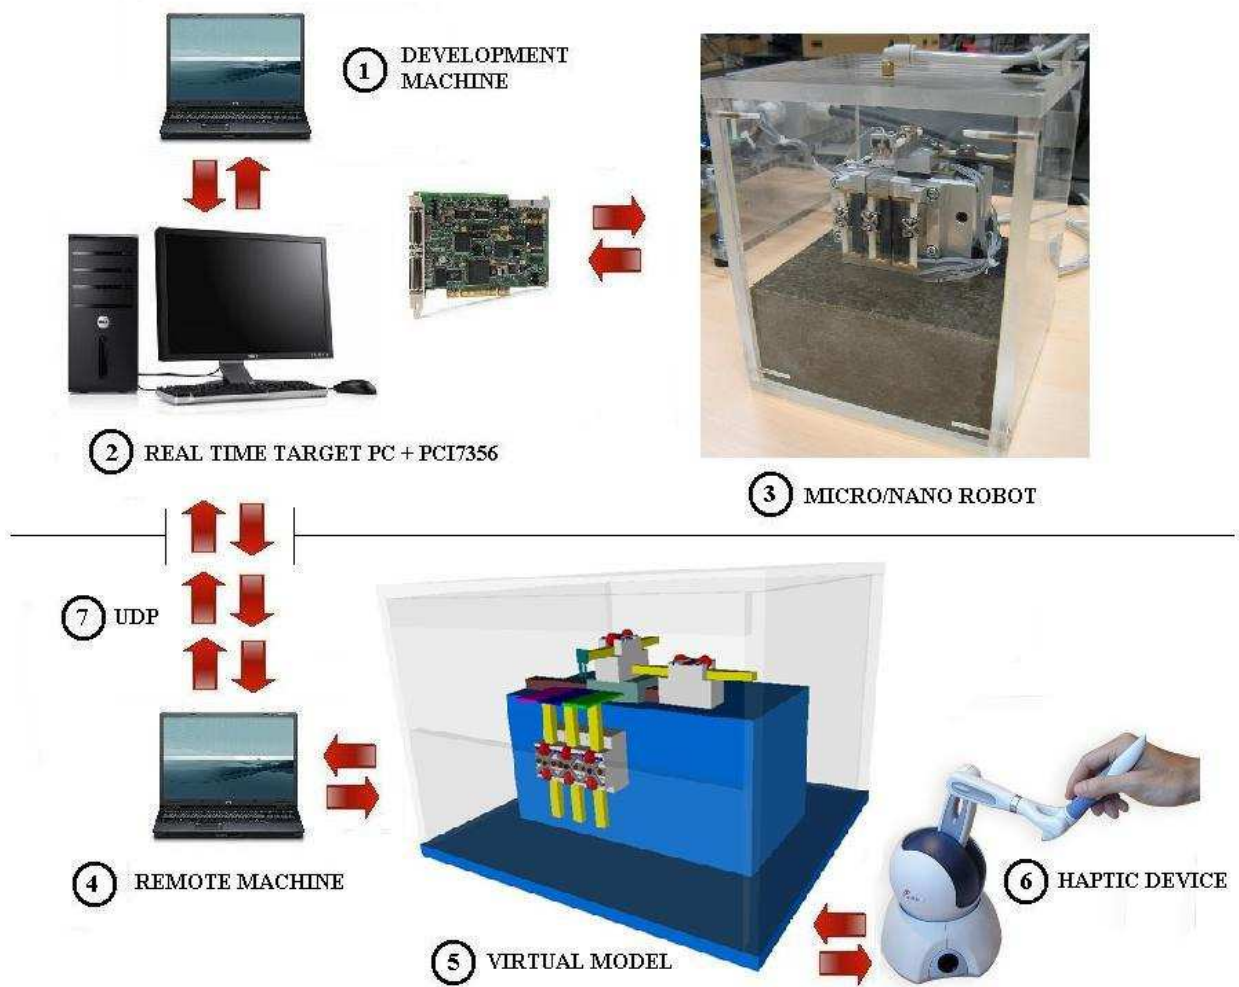 1 DEVELOPMENT
MACHINE
2 REAL TIME TARGET PC + PCI7356
3 MICRO/NANO ROBOT
7 UDP
4 REMOTE MACHINE
6 HAPTIC DEVICE
5 VIRTUAL MODEL